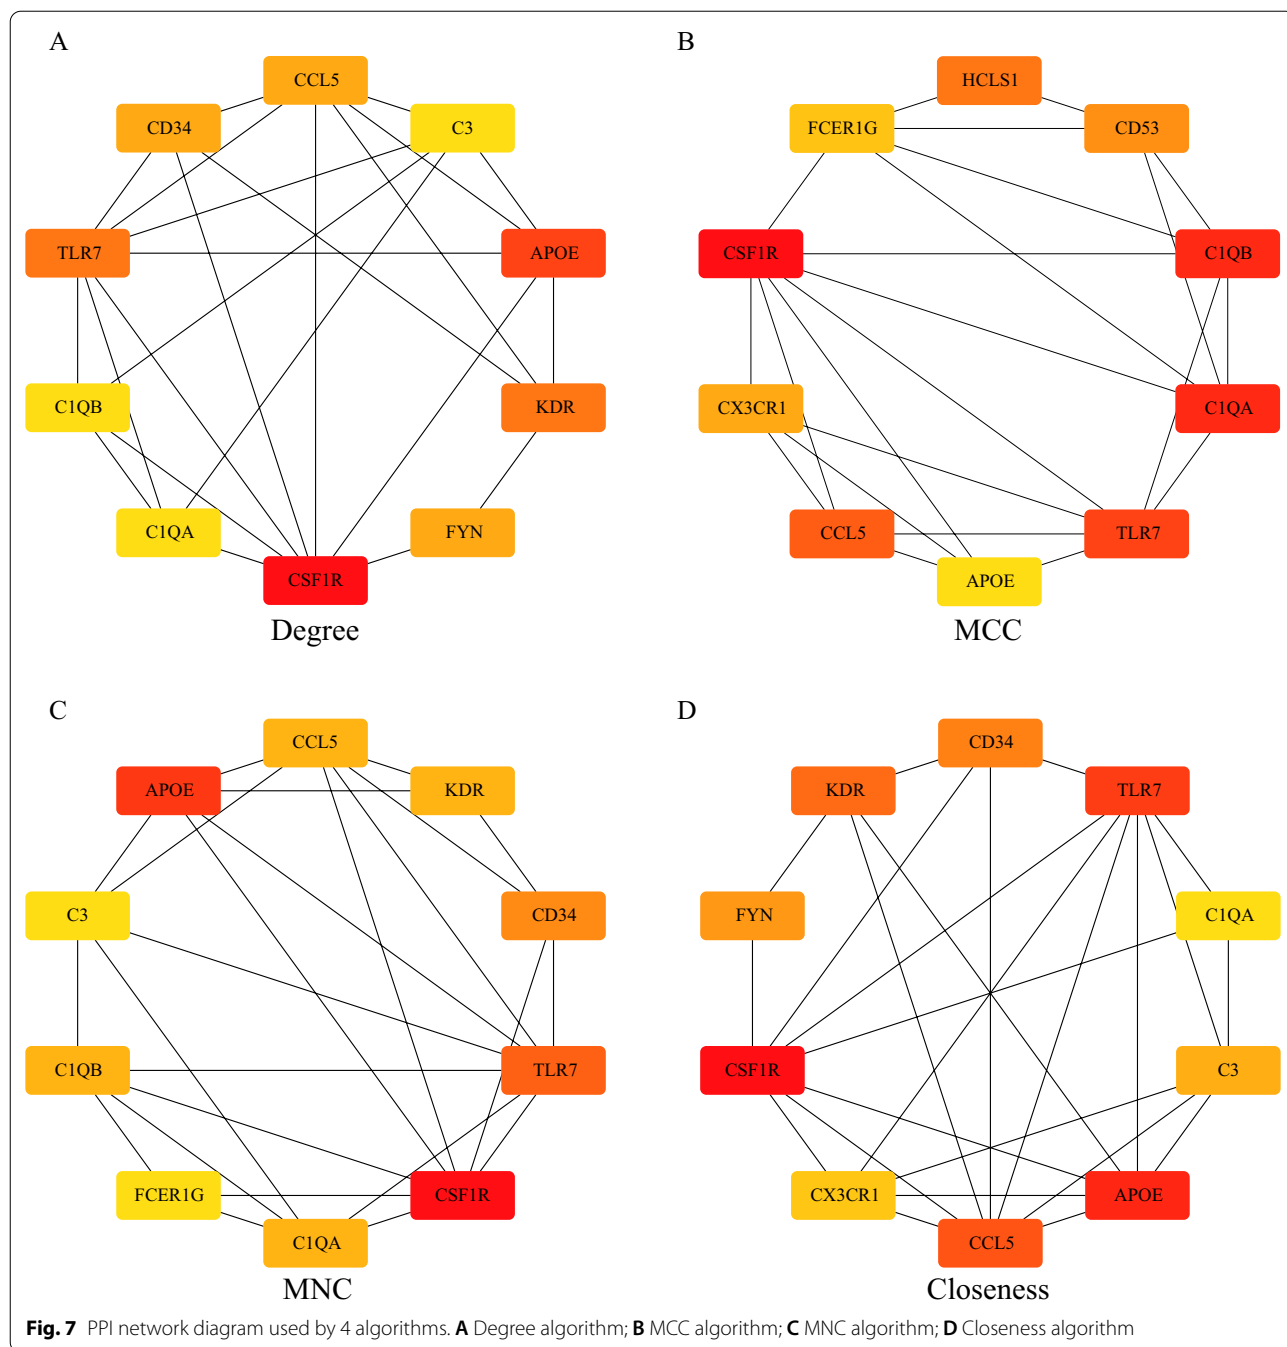 A
CCL5
CD34
C3
TLR7
APOE
C1QB
KDR
C1QA
FYN
CSF1R
Degree
B
HCLS1
FCER1G
CD53
CSF1R
C1QB
CX3CR1
C1QA
CCL5
TLR7
APOE
MCC
C
CCL5
APOE
KDR
C3
CD34
C1QB
TLR7
FCER1G
CSF1R
C1QA
MNC
D
CD34
KDR
TLR7
FYN
C1QA
CSF1R
C3
CX3CR1
APOE
CCL5
Closeness
Fig. 7 PPI network diagram used by 4 algorithms. A Degree algorithm; B MCC algorithm; C MNC algorithm; D Closeness algorithm